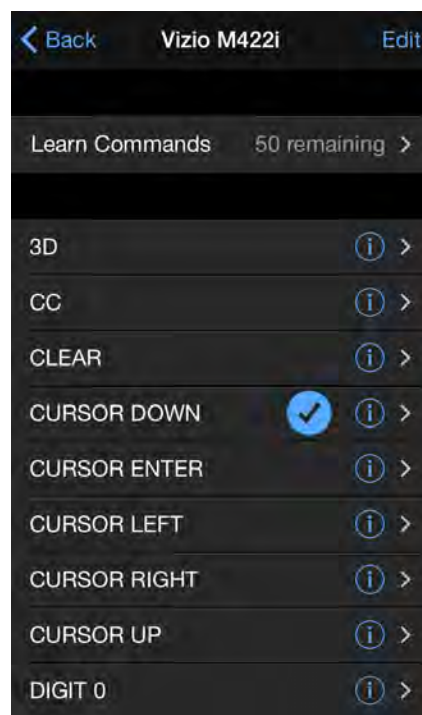 Back Vizio M422i Edit
Learn Commands 50 remaining
3D
CC
CLEAR
CURSOR DOWN
CURSOR ENTER
CURSOR LEFT
CURSOR RIGHT
CURSOR UP
DIGIT 0